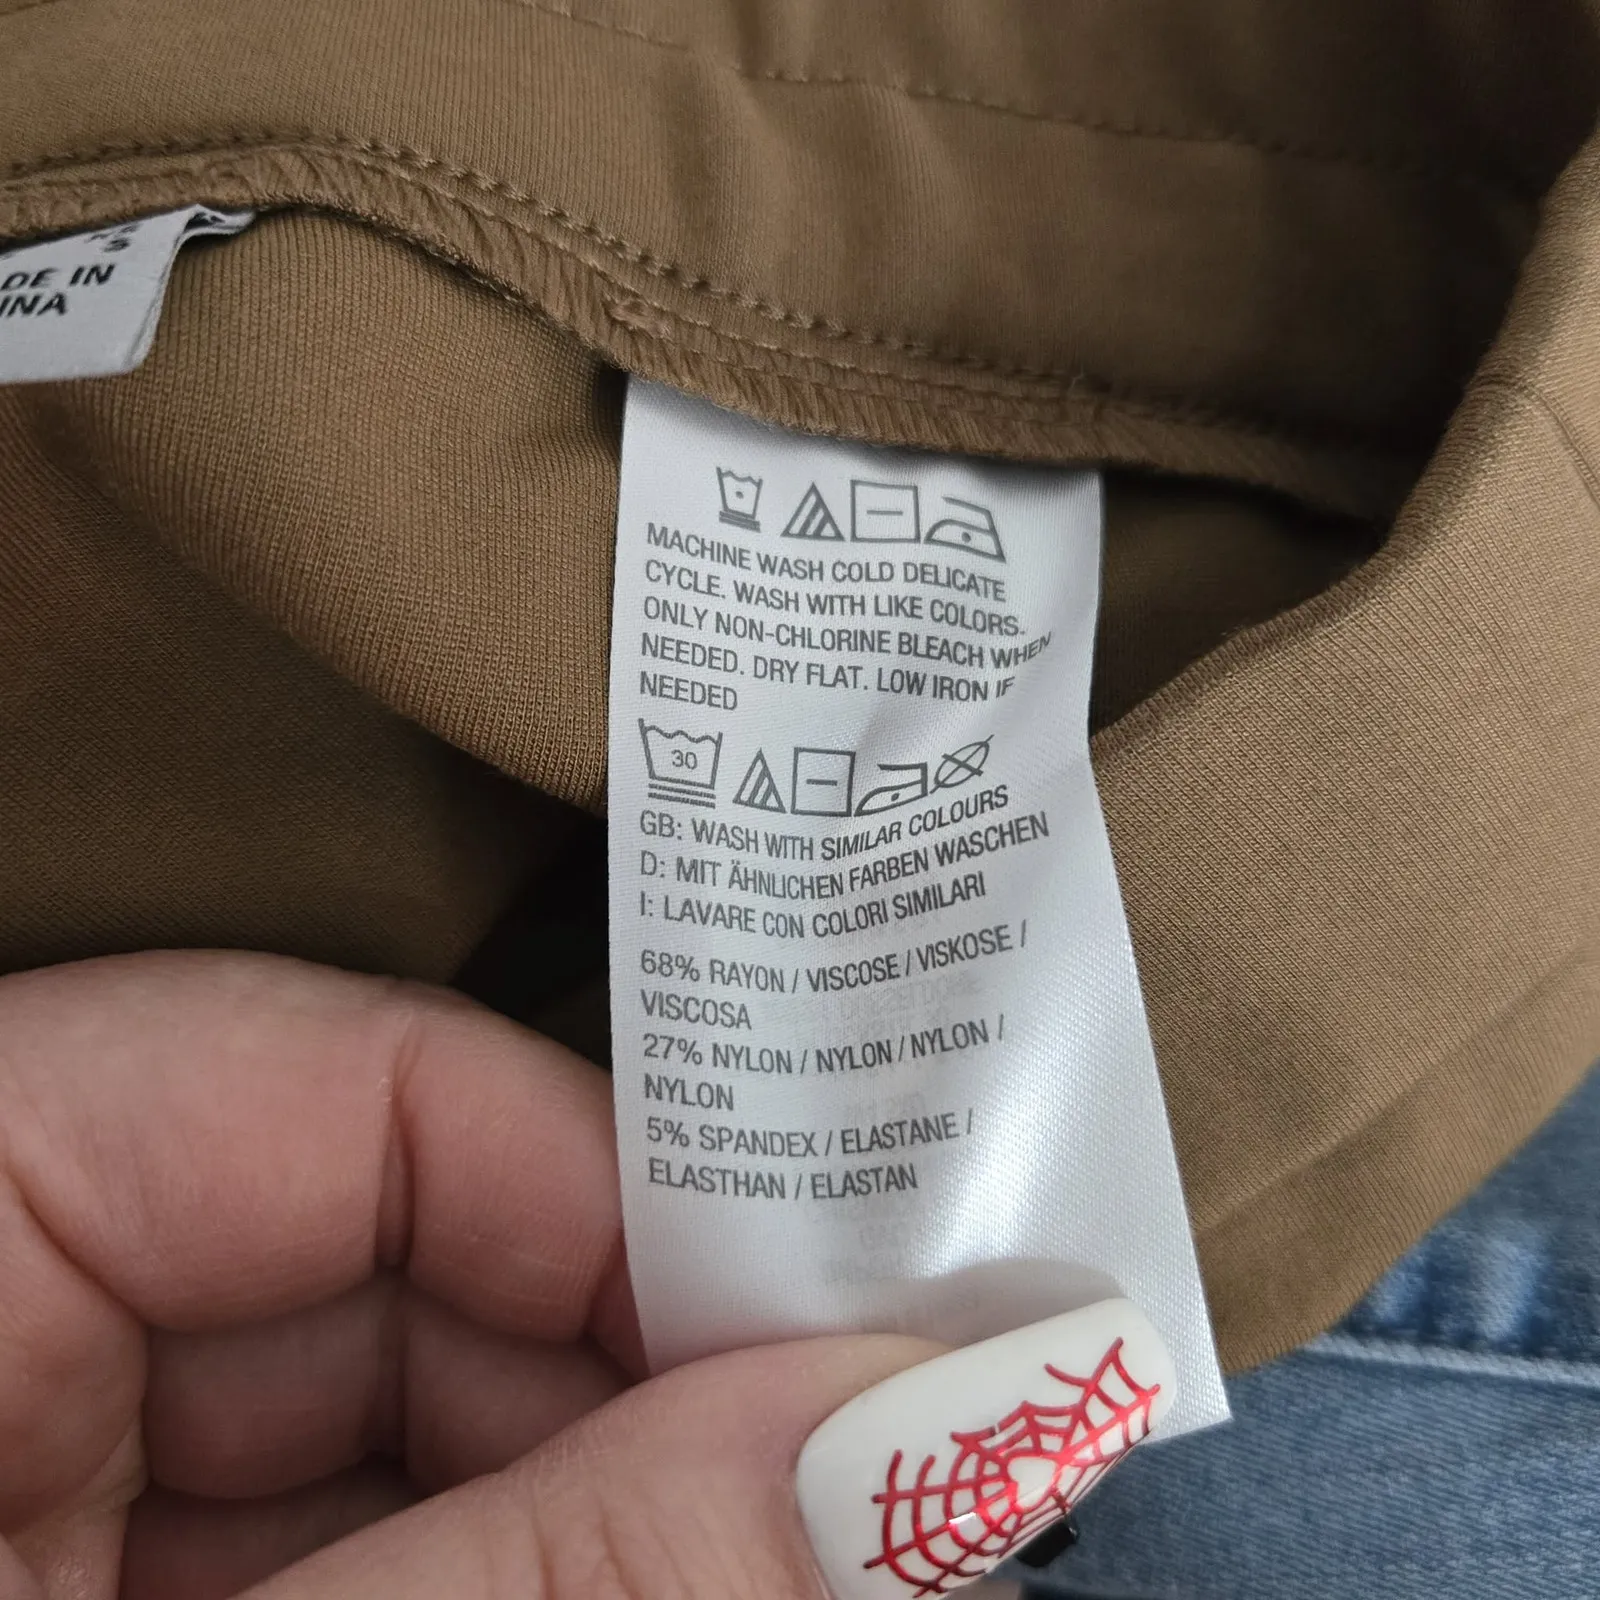 S
DE IN
INA
MACHINE WASH COLD DELICATE
CYCLE. WASH WITH LIKE COLORS.
ONLY NON-CHLORINE BLEACH WHEN
NEEDED. DRY FLAT. LOW IRON IF
NEEDED
30
GB: WASH WITH SIMILAR COLOURS
D: MIT ÄHNLICHEN FARBEN WASCHEN
I: LAVARE CON COLORI SIMILARI
68% RAYON / VISCOSE / VISKOSE /
VISCOSA
27% NYLON / NYLON / NYLON /
NYLON
5% SPANDEX / ELASTANE /
ELASTHAN / ELASTAN